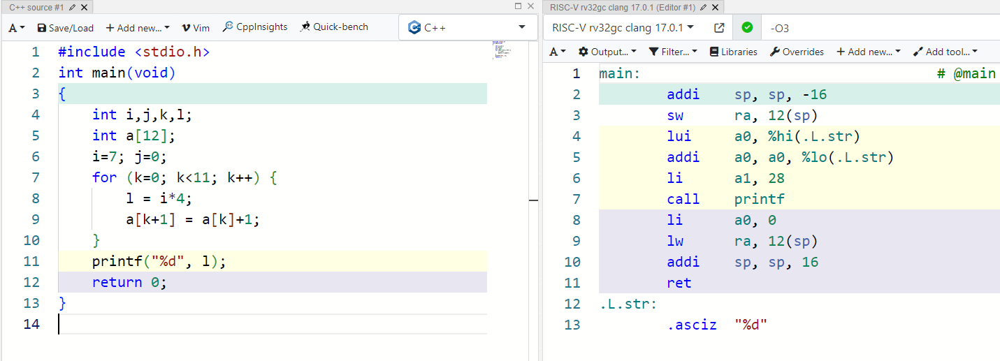 C++ source #1
A Save/Load + Add new... Vim CppInsights Quick-bench C++
1 #include <stdio.h>
2 int main(void)
3 {
4 int i,j,k,l;
5 int a[12];
6 i=7; j=0;
7 for (k=0; k<11; k++) {
8 l = i*4;
9 a[k+1] = a[k]+1;
10 }
11 printf("%d", l);
12 return 0;
13 }
14
RISC-V rv32gc clang 17.0.1 (Editor #1)
RISC-V rv32gc clang 17.0.1 -O3
A Output... Filter... Libraries Overrides + Add new... Add tool...
1 main: # @main
2 addi sp, sp, -16
3 sw ra, 12(sp)
4 lui a0, %hi(.L.str)
5 addi a0, a0, %lo(.L.str)
6 li a1, 28
7 call printf
8 li a0, 0
9 lw ra, 12(sp)
10 addi sp, sp, 16
11 ret
12 .L.str:
13 .asciz "%d"